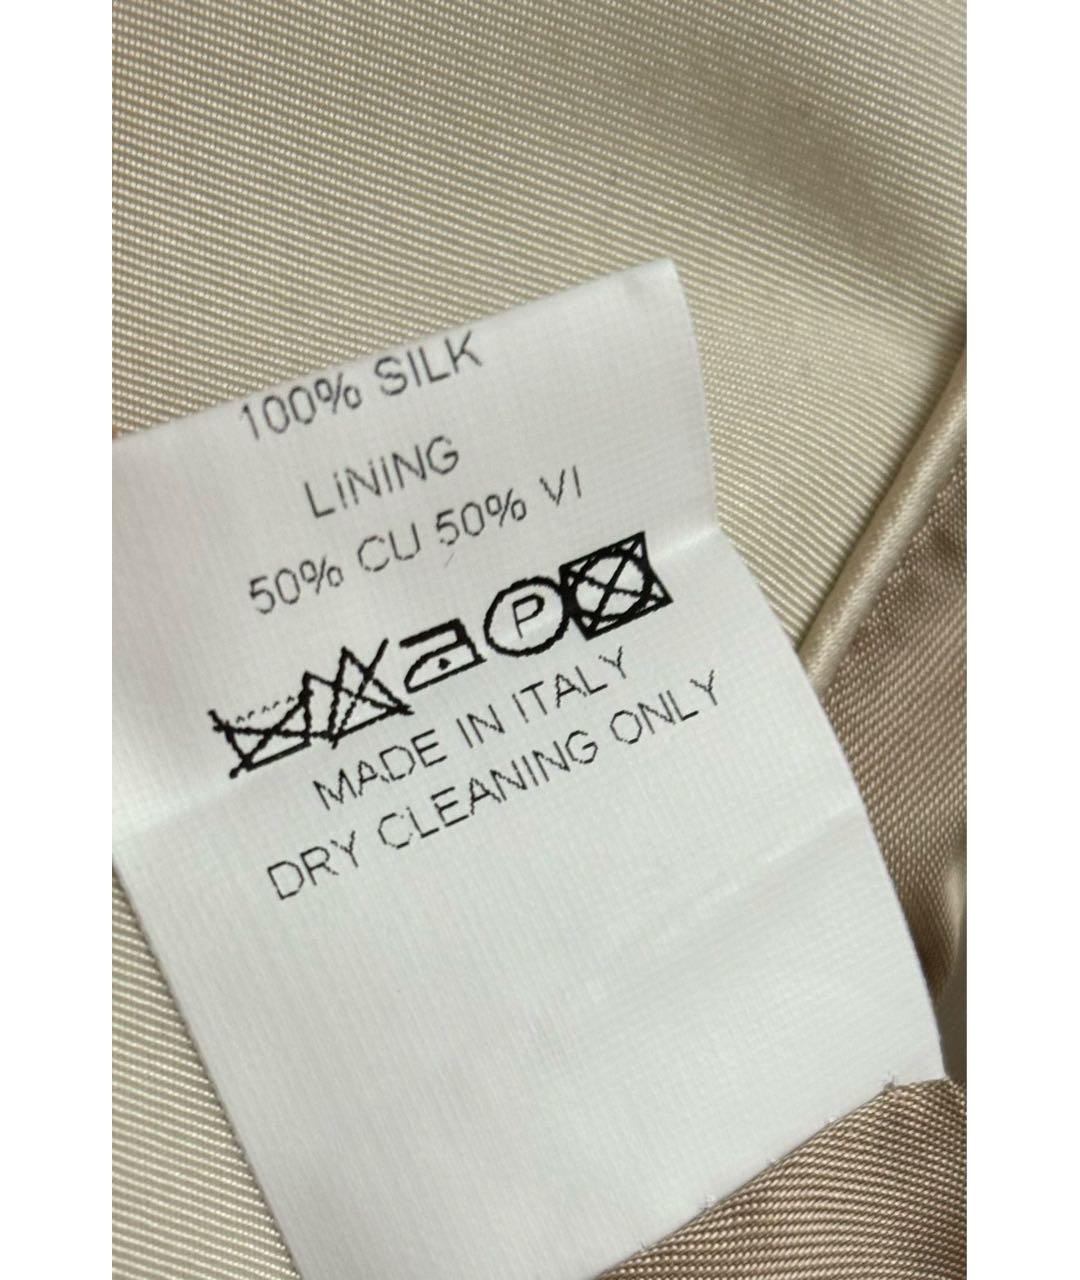 100% SILK
LiNING
50% CU 50% VI
P
MADE IN ITALY
DRY CLEANING ONLY